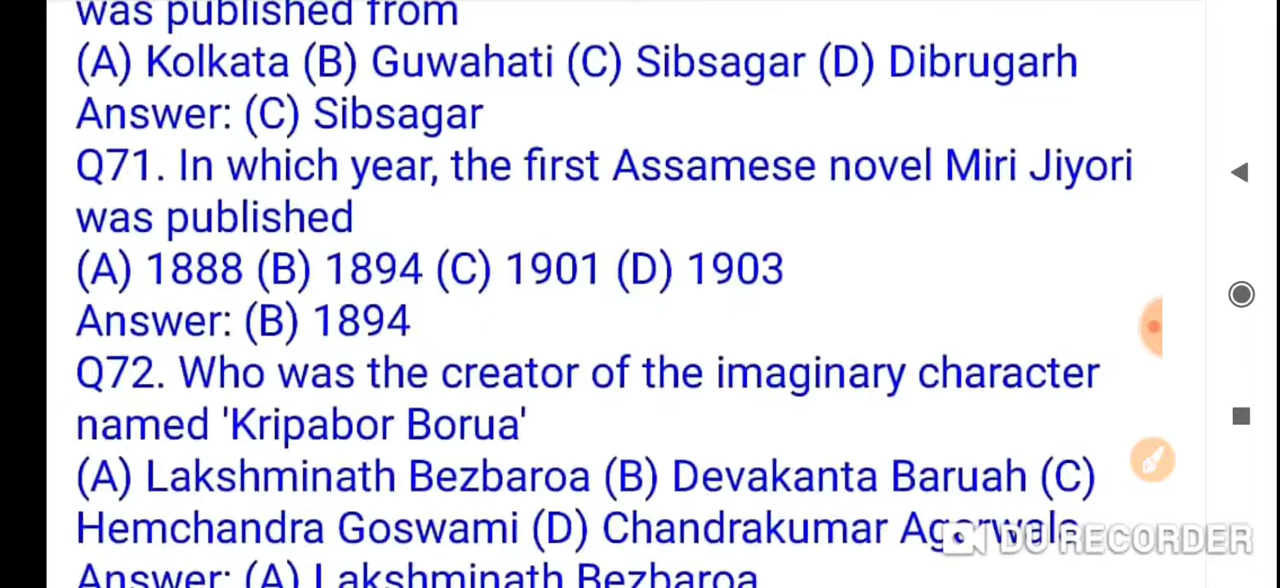 was published from
(A) Kolkata (B) Guwahati (C) Sibsagar (D) Dibrugarh
Answer: (C) Sibsagar
Q71. In which year, the first Assamese novel Miri Jiyori
was published
(A) 1888 (B) 1894 (C) 1901 (D) 1903
Answer: (B) 1894
Q72. Who was the creator of the imaginary character
named 'Kripabor Borua'
(A) Lakshminath Bezbaroa (B) Devakanta Baruah (C)
Hemchandra Goswami (D) Chandrakumar Agarwala
DU RECORDER
Answer: (A) Lakshminath Bezbaroa